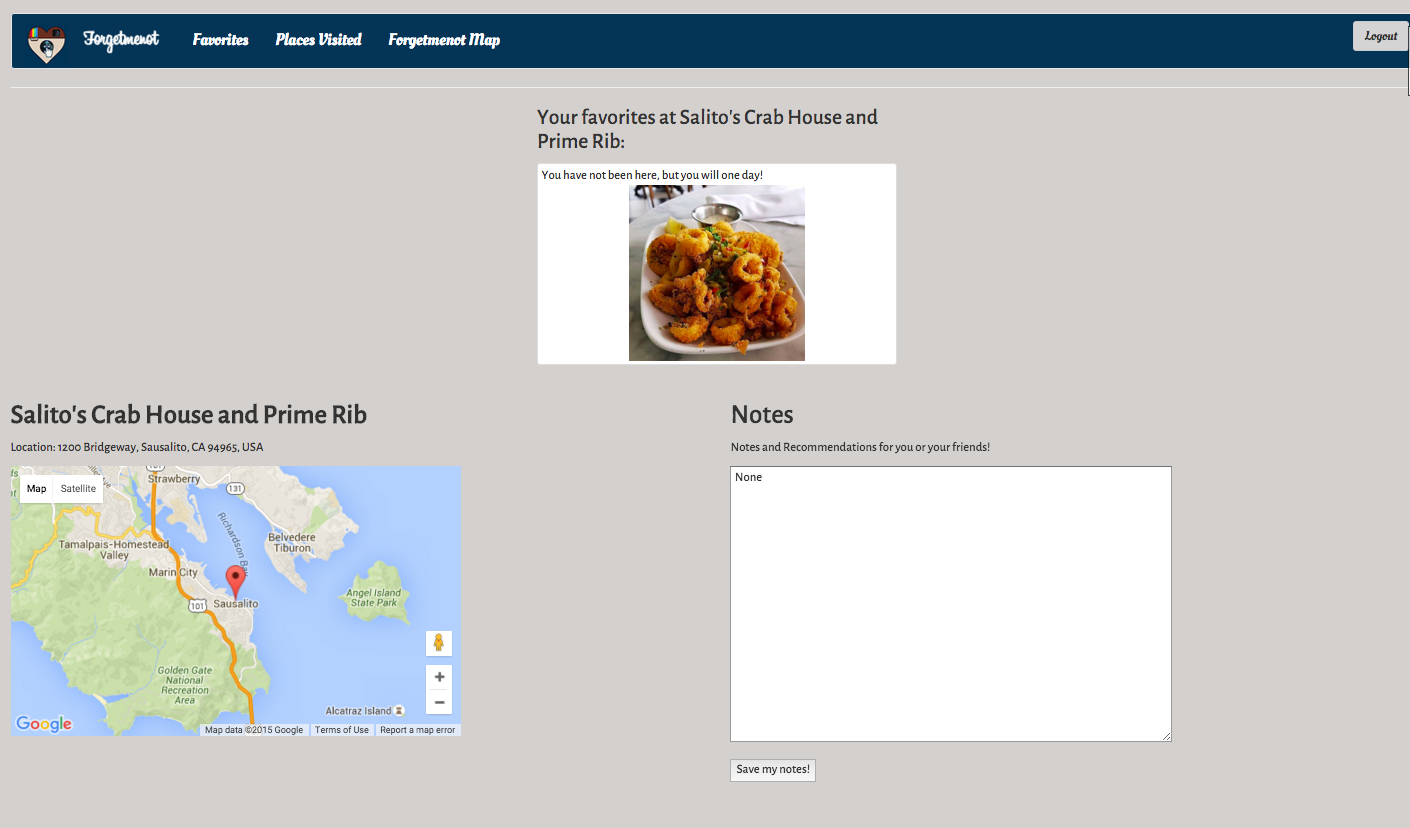 Forgetmenot
Favorites
Places Visited
Forgetmenot Map
Logout
Your favorites at Salito's Crab House and
Prime Rib:
You have not been here, but you will one day!
Salito's Crab House and Prime Rib
Location: 1200 Bridgeway, Sausalito, CA 94965, USA
Map
Satellite
Strawberry
131
101
Richardson Bay
Belvedere
Tiburon
Tamalpais-Homestead
Valley
Marin City
Angel Island
State Park
101
Sausalito
Golden Gate
National
Recreation
Area
Alcatraz Island
Google
Map data ©2015 Google
Terms of Use
Report a map error
Notes
Notes and Recommendations for you or your friends!
None
Save my notes!